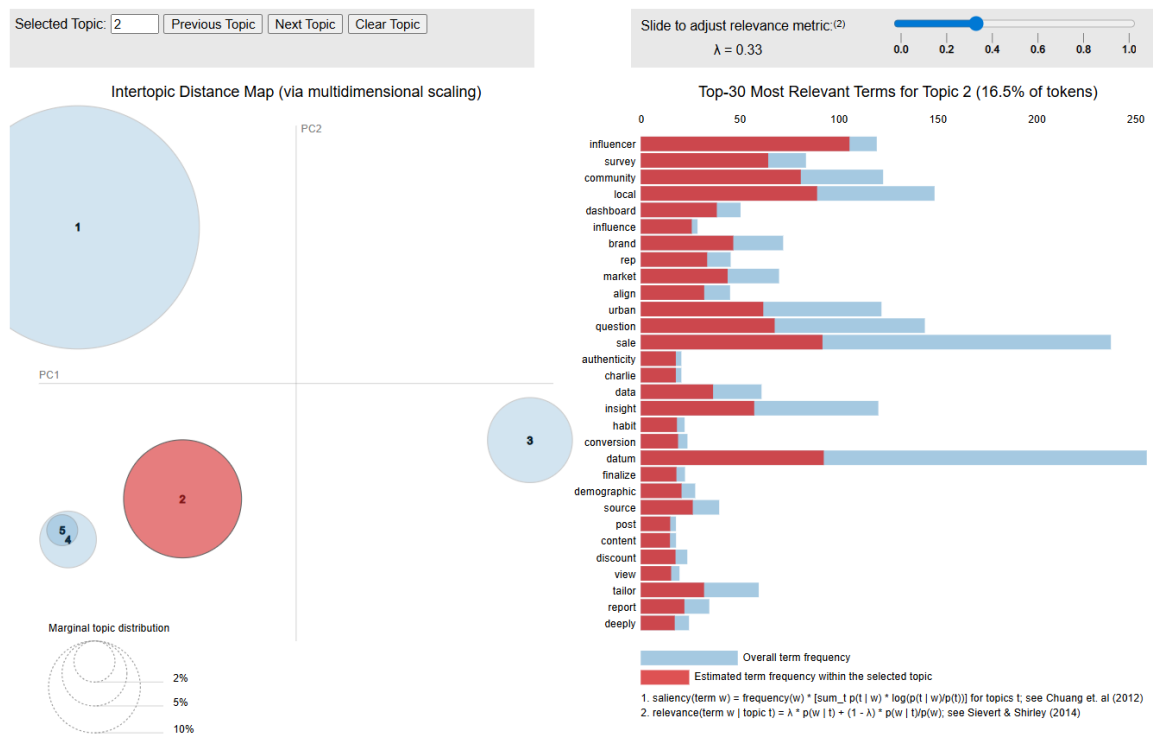 Selected Topic: 2 Previous Topic Next Topic Clear Topic
Slide to adjust relevance metric:(2)
λ = 0.33
0.0 0.2 0.4 0.6 0.8 1.0
Intertopic Distance Map (via multidimensional scaling)
PC2
PC1
1
2
3
5
4
Marginal topic distribution
2%
5%
10%
Top-30 Most Relevant Terms for Topic 2 (16.5% of tokens)
0 50 100 150 200 250
influencer
survey
community
local
dashboard
influence
brand
rep
market
align
urban
question
sale
authenticity
charlie
data
insight
habit
conversion
datum
finalize
demographic
source
post
content
discount
view
tailor
report
deeply
Overall term frequency
Estimated term frequency within the selected topic
1. saliency(term w) = frequency(w) * [sum_t p(t | w) * log(p(t | w)/p(t))] for topics t; see Chuang et. al (2012)
2. relevance(term w | topic t) = λ * p(w | t) + (1 - λ) * p(w | t)/p(w); see Sievert & Shirley (2014)